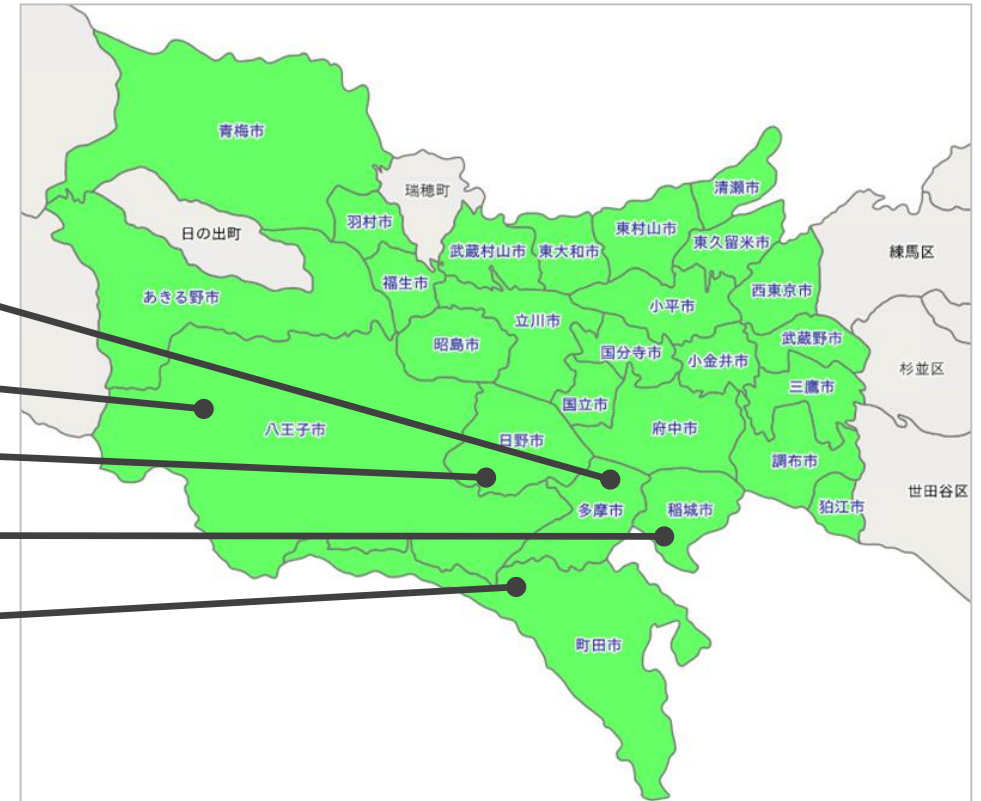 青梅市
瑞穂町
清瀬市
羽村市
東村山市
日の出町
東久留米市
武蔵村山市
東大和市
練馬区
福生市
西東京市
あきる野市
小平市
立川市
武蔵野市
昭島市
国分寺市
小金井市
杉並区
三鷹市
国立市
八王子市
府中市
日野市
調布市
世田谷区
狛江市
多摩市
稲城市
町田市